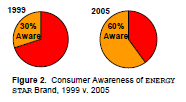 1999
2005
30%
Aware
60%
Aware
Figure 2. Consumer Awareness of ENERGY
STAR Brand, 1999 v. 2005